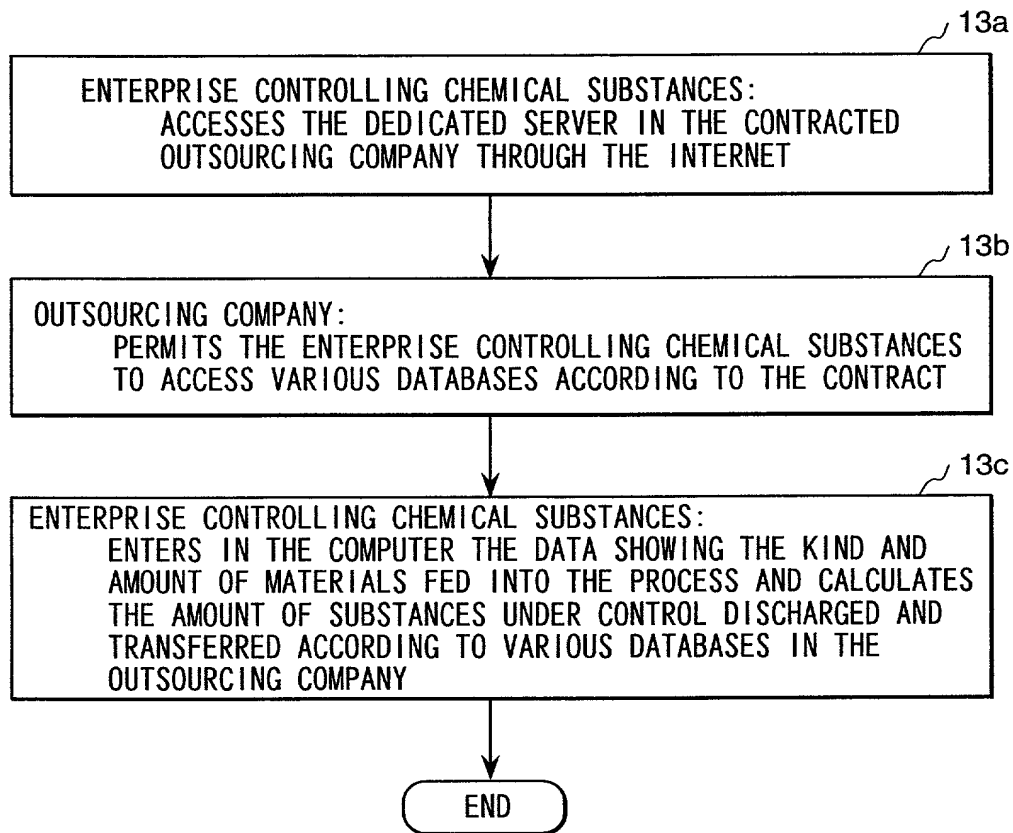 13a
ENTERPRISE CONTROLLING CHEMICAL SUBSTANCES:
ACCESSES THE DEDICATED SERVER IN THE CONTRACTED
OUTSOURCING COMPANY THROUGH THE INTERNET
13b
OUTSOURCING COMPANY:
PERMITS THE ENTERPRISE CONTROLLING CHEMICAL SUBSTANCES
TO ACCESS VARIOUS DATABASES ACCORDING TO THE CONTRACT
13c
ENTERPRISE CONTROLLING CHEMICAL SUBSTANCES:
ENTERS IN THE COMPUTER THE DATA SHOWING THE KIND AND
AMOUNT OF MATERIALS FED INTO THE PROCESS AND CALCULATES
THE AMOUNT OF SUBSTANCES UNDER CONTROL DISCHARGED AND
TRANSFERRED ACCORDING TO VARIOUS DATABASES IN THE
OUTSOURCING COMPANY
END